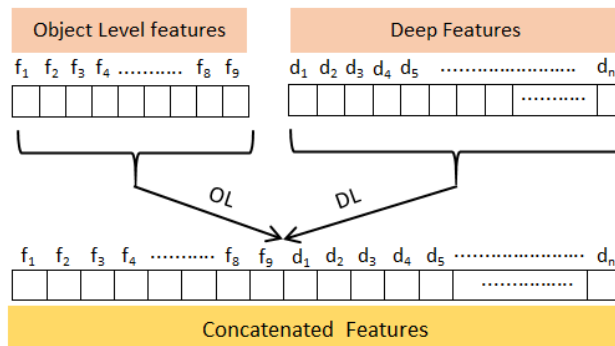 Object Level features
Deep Features
f1 f2 f3 f4 ........... f8 f9
d1 d2 d3 d4 d5 ........................ dn
...........
OL
DL
f1 f2 f3 f4 ........... f8 f9 d1 d2 d3 d4 d5 ....................... dn
...............
Concatenated Features